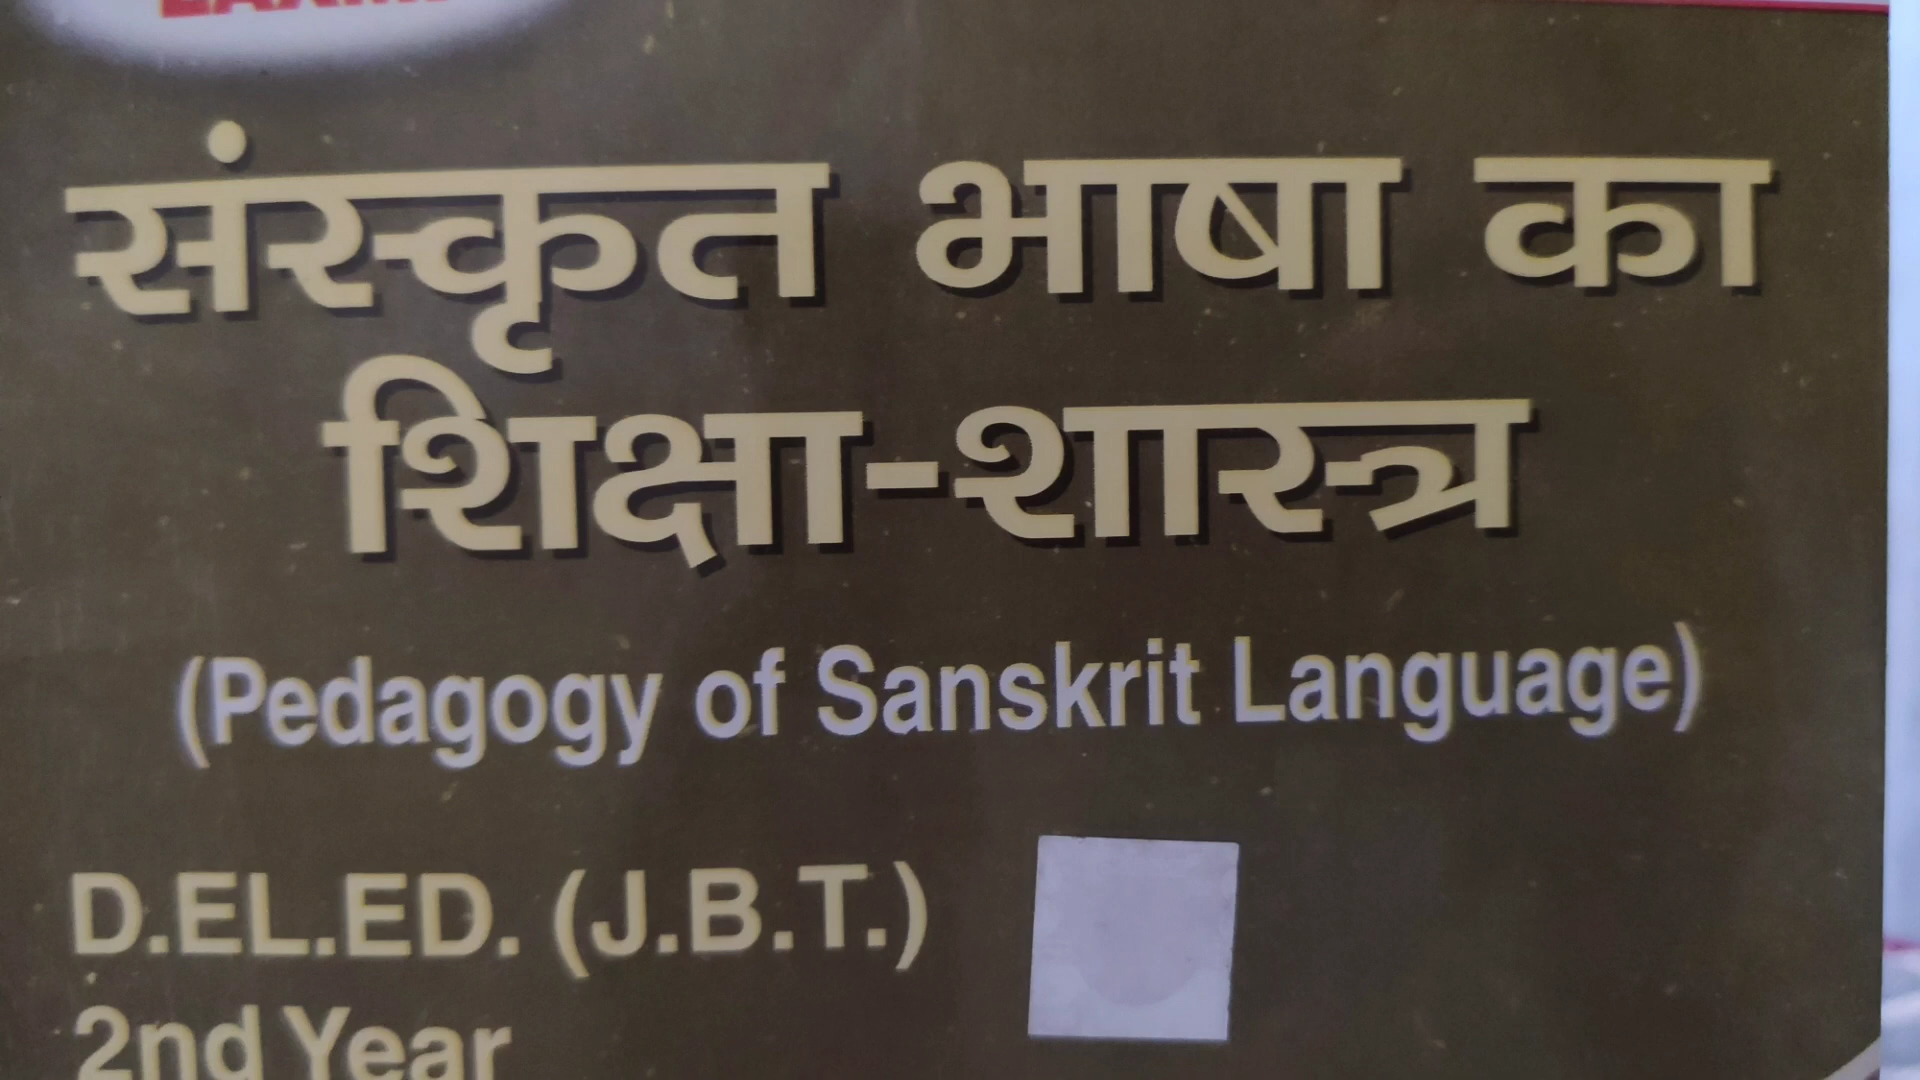 संस्कृत भाषा का
शिक्षा-शास्त्र
(Pedagogy of Sanskrit Language)
D.EL.ED. (J.B.T.)
2nd Year